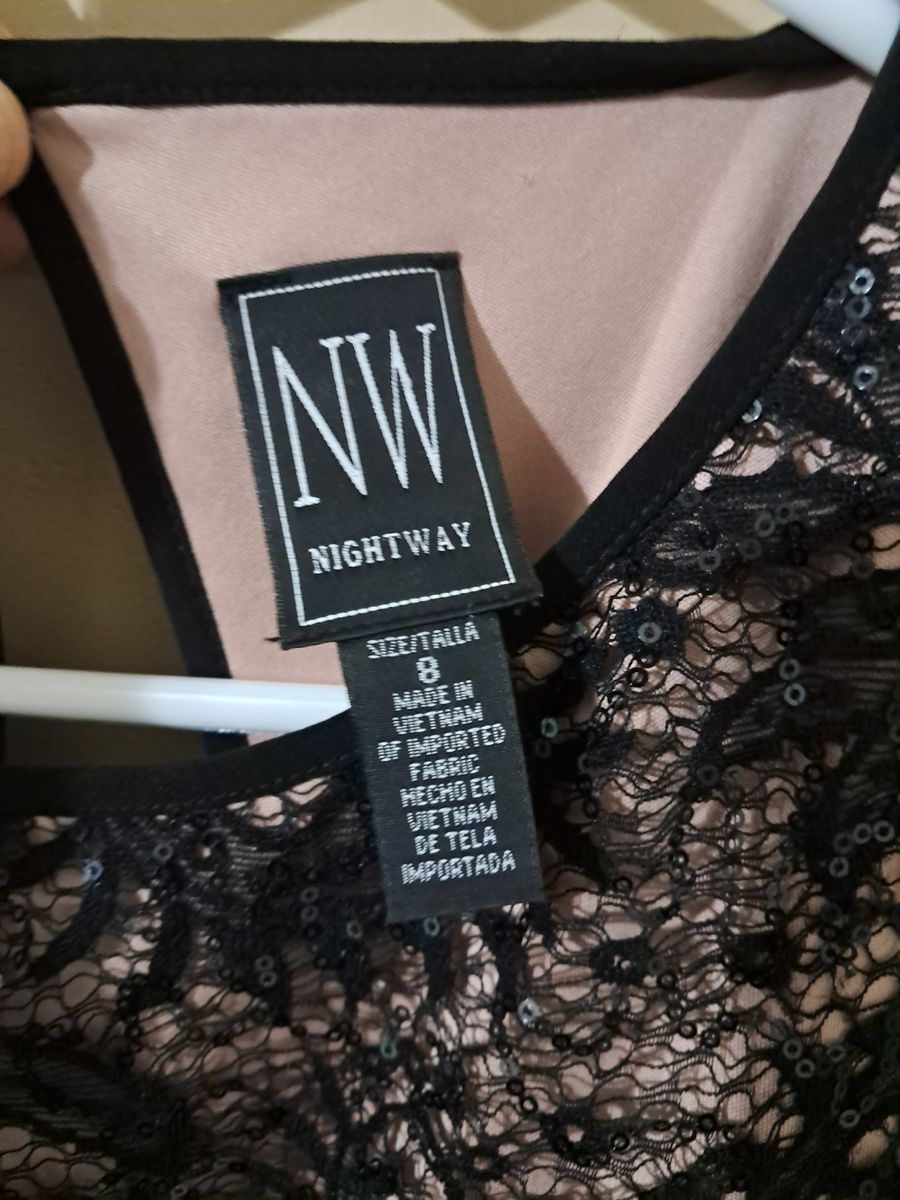 NW
NIGHTWAY
SIZE/TALLA
8
MADE IN
VIETNAM
OF IMPORTED
FABRIC
HECHO EN
VIETNAM
DE TELA
IMPORTADA